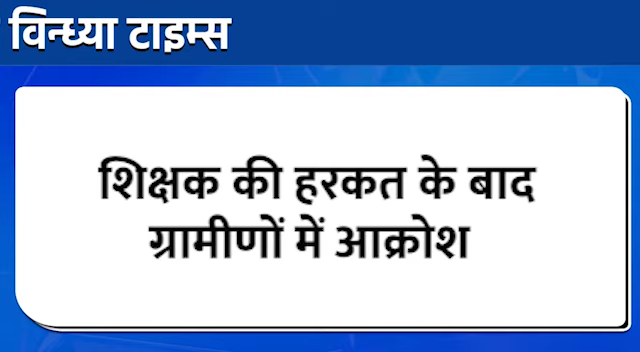 विन्ध्या टाइम्स
शिक्षक की हरकत के बाद
ग्रामीणों में आक्रोश